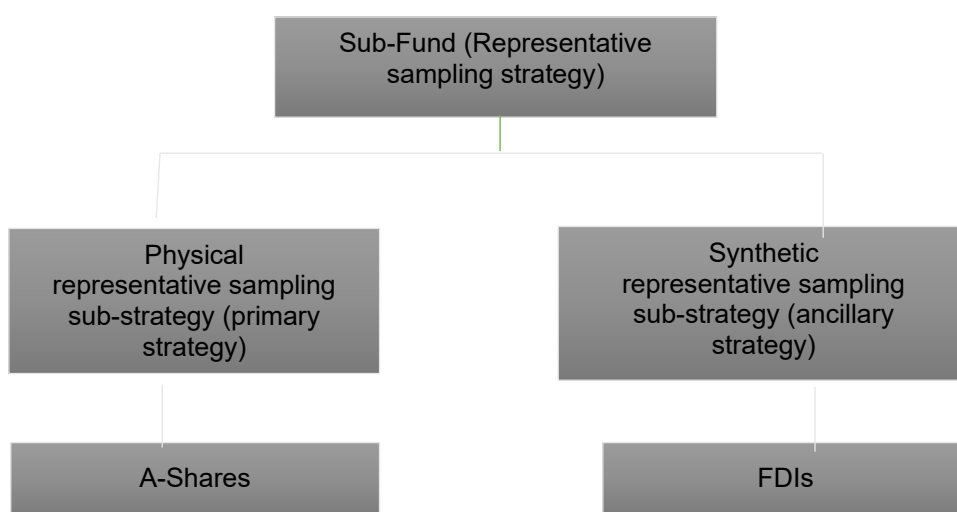 Sub-Fund (Representative
sampling strategy)
Physical
representative sampling
sub-strategy (primary
strategy)
Synthetic
representative sampling
sub-strategy (ancillary
strategy)
A-Shares
FDIs